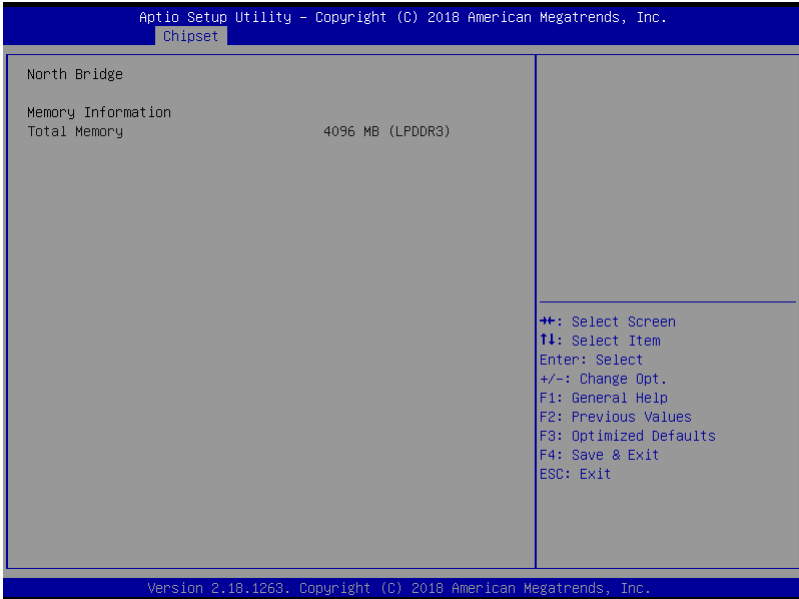 Aptio Setup Utility – Copyright (C) 2018 American Megatrends, Inc.
Chipset
North Bridge
Memory Information
Total Memory 4096 MB (LPDDR3)
→←: Select Screen
↑↓: Select Item
Enter: Select
+/-: Change Opt.
F1: General Help
F2: Previous Values
F3: Optimized Defaults
F4: Save & Exit
ESC: Exit
Version 2.18.1263. Copyright (C) 2018 American Megatrends, Inc.